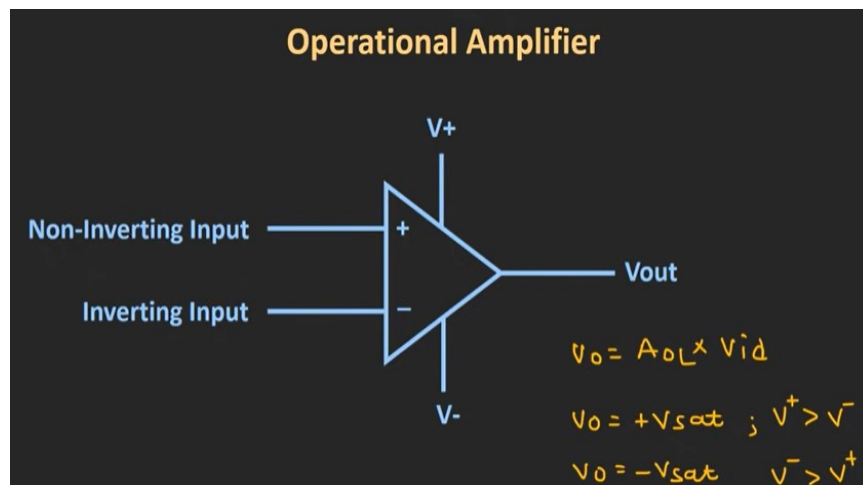 Operational Amplifier
V+
Non-Inverting Input
+
Vout
Inverting Input
−
V-
Vo = AOL × Vid
Vo = +Vsat ; V⁺ > V⁻
Vo = −Vsat V⁻ > V⁺